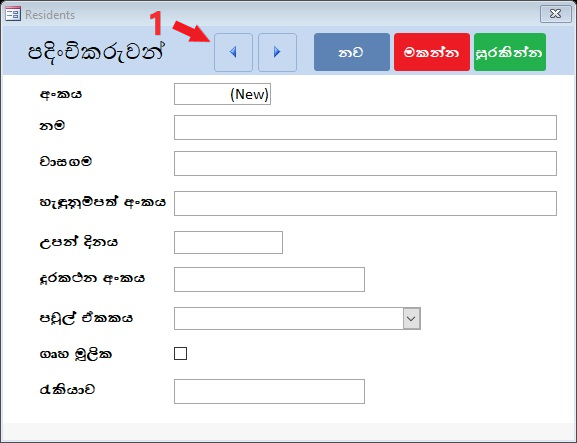 Residents
1
පදිංචිකරුවන් නව මකන්න සුරකින්න
අංකය (New)
නම
වාසගම
හැඳුනුම්පත් අංකය
උපන් දිනය
දුරකථන අංකය
පවුල් ඒකකය
ගෘහ මූලික
රැකියාව